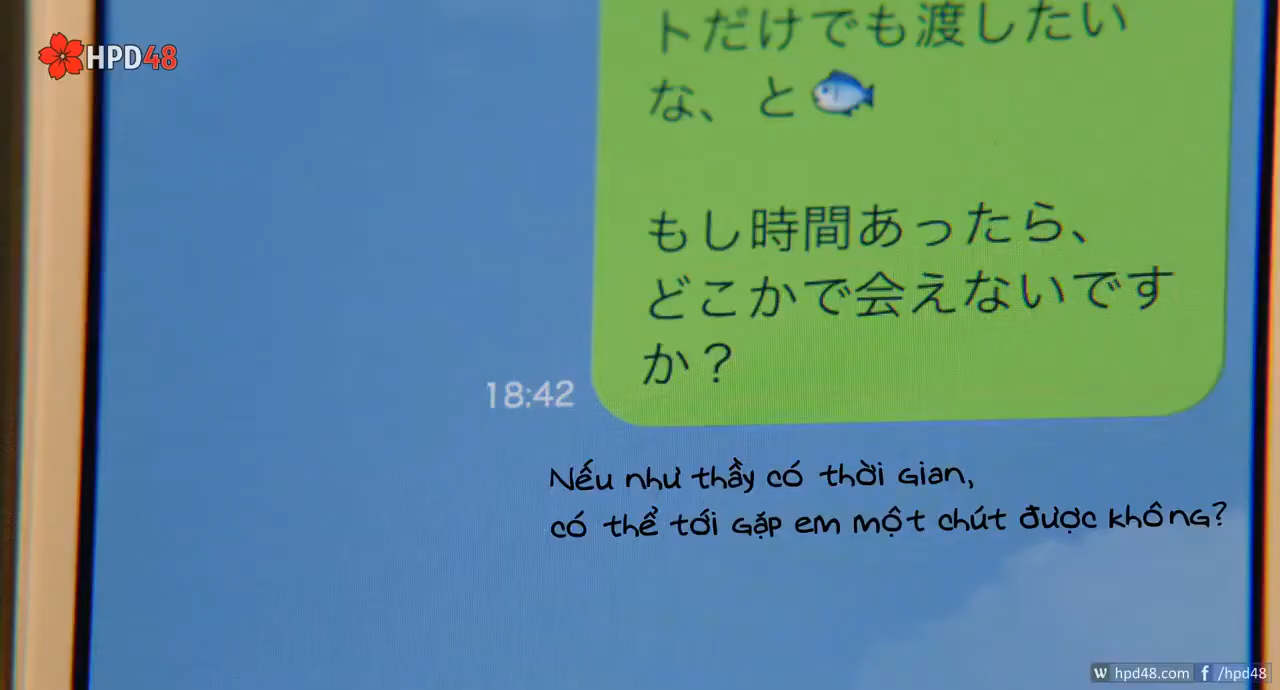 HPD48
トだけでも渡したい
な、と🐟
もし時間あったら、
どこかで会えないです
か？
18:42
Nếu như thầy có thời gian,
có thể tới gặp em một chút được không?
W hpd48.com f /hpd48